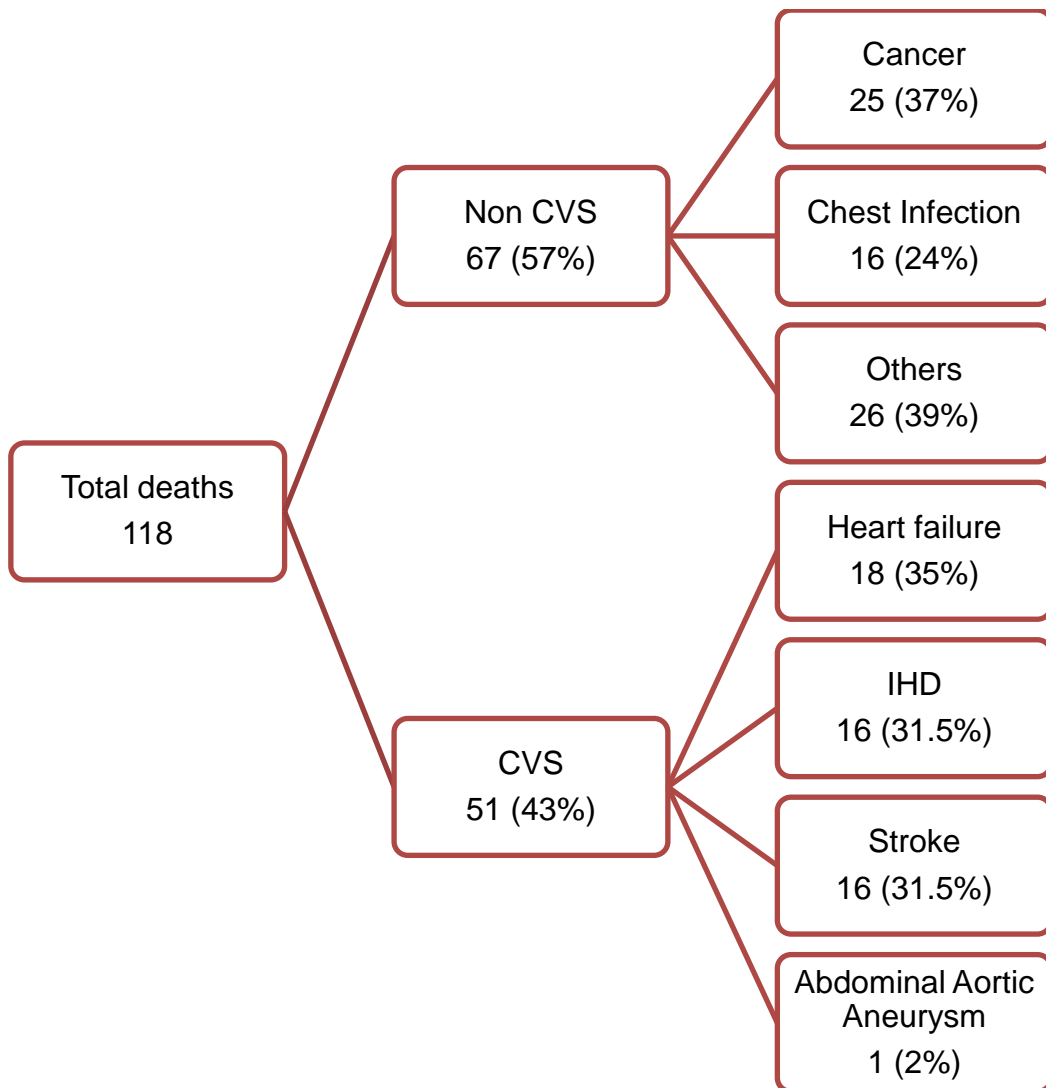 Cancer
25 (37%)
Non CVS
67 (57%)
Chest Infection
16 (24%)
Others
26 (39%)
Total deaths
118
Heart failure
18 (35%)
IHD
16 (31.5%)
CVS
51 (43%)
Stroke
16 (31.5%)
Abdominal Aortic
Aneurysm
1 (2%)